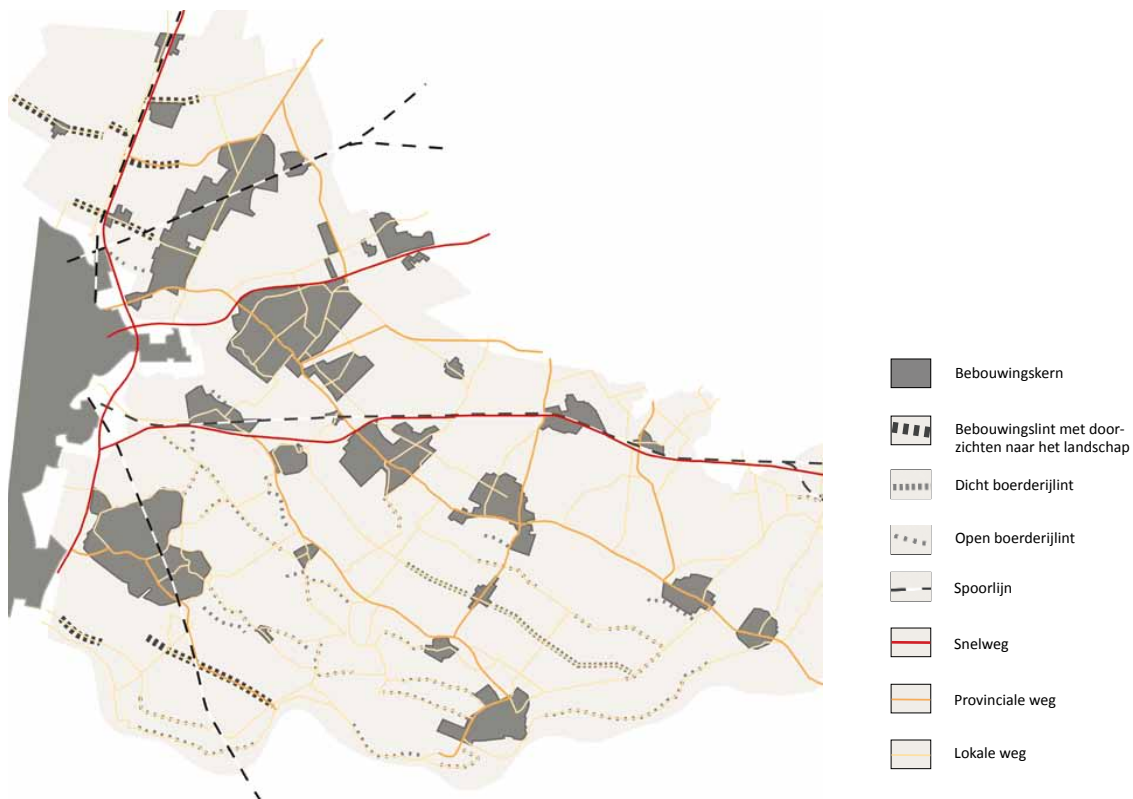 Bebouwingskern
Bebouwingslint met door-
zichten naar het landschap
Dicht boerderijlint
Open boerderijlint
Spoorlijn
Snelweg
Provinciale weg
Lokale weg